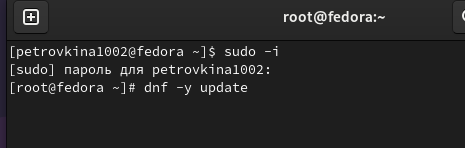 root@fedora:~
[petrovkina1002@fedora ~]$ sudo -i
[sudo] пароль для petrovkina1002:
[root@fedora ~]# dnf -y update